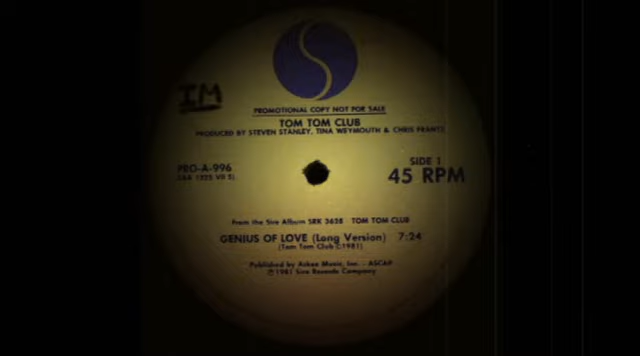 IM
PROMOTIONAL COPY NOT FOR SALE
TOM TOM CLUB
PRODUCED BY STEVEN STANLEY, TINA WEYMOUTH & CHRIS FRANTZ
PRO-A-996
SIDE 1
45 RPM
From the Sire Album SRK 3628 TOM TOM CLUB
GENIUS OF LOVE (Long Version) 7:24
(Tom Tom Club ©1981)
Published by Music, Inc. - ASCAP
℗1981 Sire Records Company